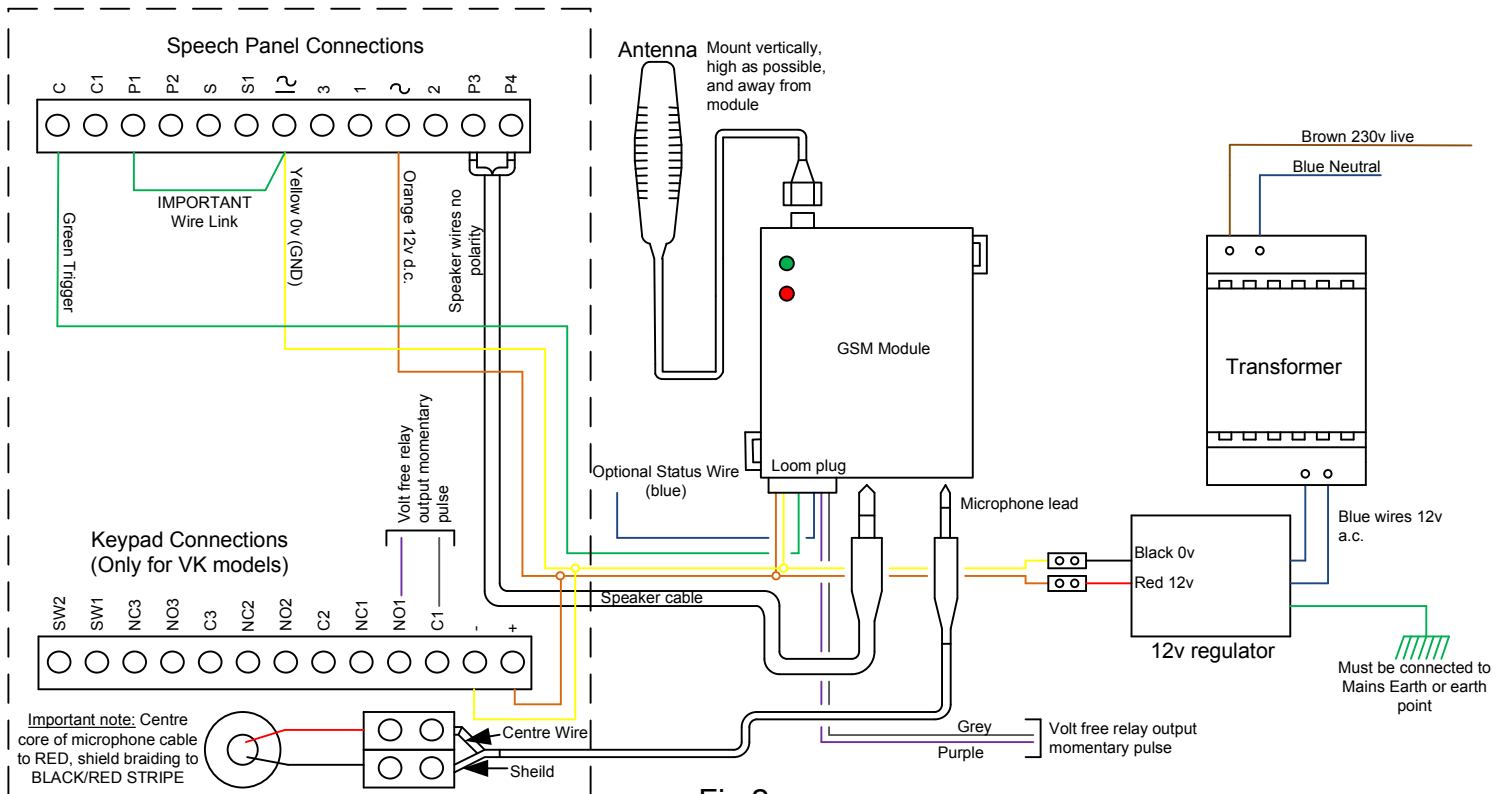 Speech Panel Connections
C
C1
P1
P2
S
S1
3
1
2
P3
P4
IMPORTANT
Wire Link
Green Trigger
Yellow 0v (GND)
Orange 12v d.c.
Speaker wires no
polarity
Antenna
Mount vertically,
high as possible,
and away from
module
GSM Module
Loom plug
Optional Status Wire
(blue)
Microphone lead
Speaker cable
Brown 230v live
Blue Neutral
Transformer
Blue wires 12v
a.c.
Black 0v
Red 12v
12v regulator
Must be connected to
Mains Earth or earth
point
Volt free relay
output momentary
pulse
Keypad Connections
(Only for VK models)
SW2
SW1
NC3
NO3
C3
NC2
NO2
C2
NC1
NO1
C1
-
+
Important note: Centre
core of microphone cable
to RED, shield braiding to
BLACK/RED STRIPE
Centre Wire
Sheild
Grey
Purple
Volt free relay output
momentary pulse